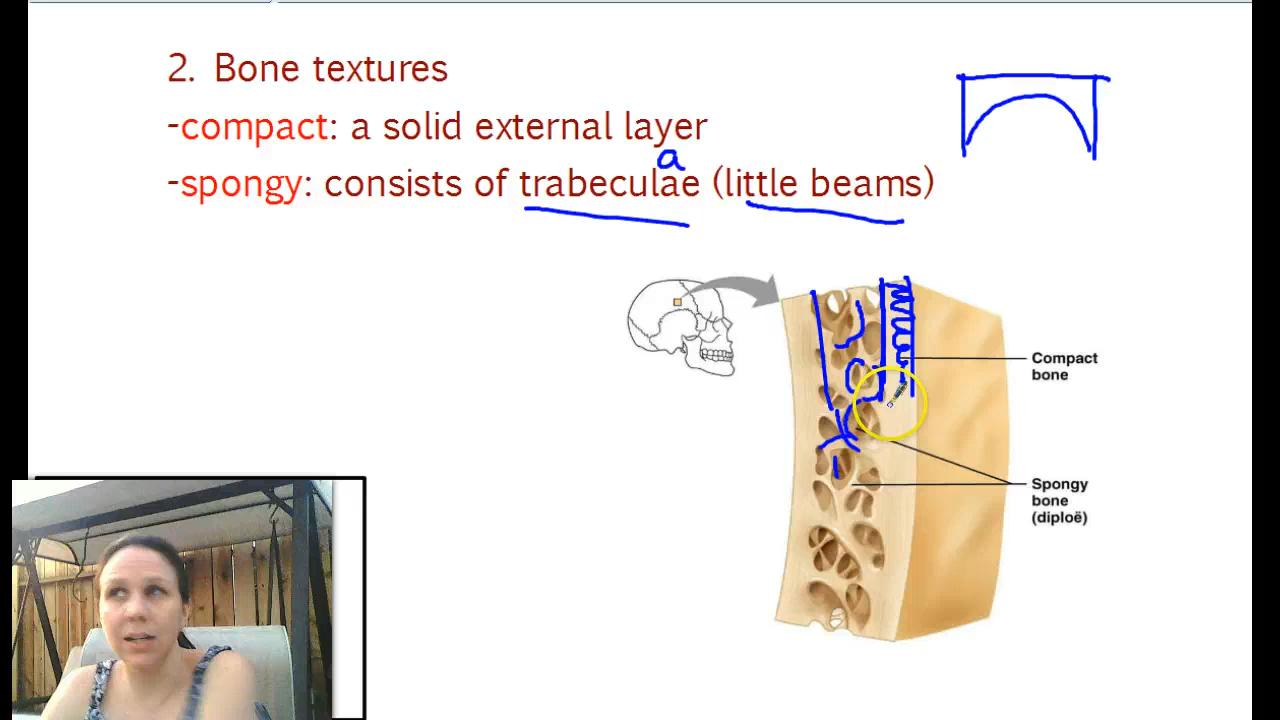 2. Bone textures
-compact: a solid external layer
a
-spongy: consists of trabeculae (little beams)
Compact
bone
Spongy
bone
(diploë)